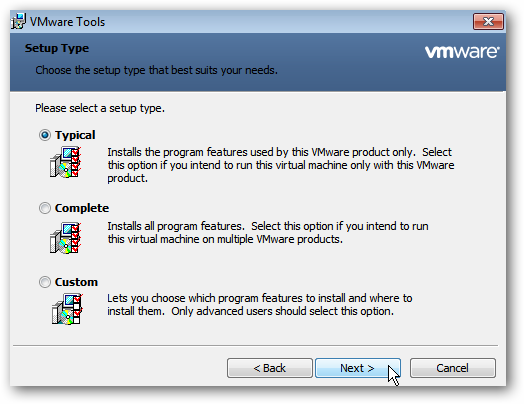 VMware Tools
Setup Type
vmware
Choose the setup type that best suits your needs.
Please select a setup type.
Typical
Installs the program features used by this VMware product only.  Select
this option if you intend to run this virtual machine only with this VMware
product.
Complete
Installs all program features.  Select this option if you intend to run
this virtual machine on multiple VMware products.
Custom
Lets you choose which program features to install and where to
install them.  Only advanced users should select this option.
< Back
Next >
Cancel